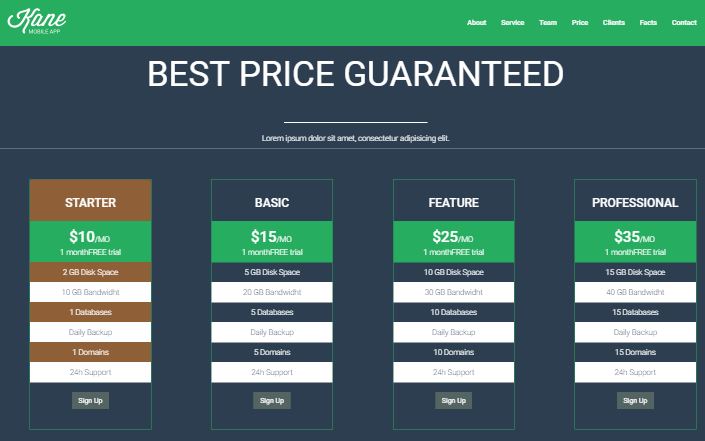 Kane
MOBILE APP
About Service Team Price Clients Facts Contact
BEST PRICE GUARANTEED
Lorem ipsum dolor sit amet, consectetur adipisicing elit.
STARTER
$10/MO
1 monthFREE trial
2 GB Disk Space
10 GB Bandwidht
1 Databases
Daily Backup
1 Domains
24h Support
Sign Up
BASIC
$15/MO
1 monthFREE trial
5 GB Disk Space
20 GB Bandwidht
5 Databases
Daily Backup
5 Domains
24h Support
Sign Up
FEATURE
$25/MO
1 monthFREE trial
10 GB Disk Space
30 GB Bandwidht
10 Databases
Daily Backup
10 Domains
24h Support
Sign Up
PROFESSIONAL
$35/MO
1 monthFREE trial
15 GB Disk Space
40 GB Bandwidht
15 Databases
Daily Backup
15 Domains
24h Support
Sign Up